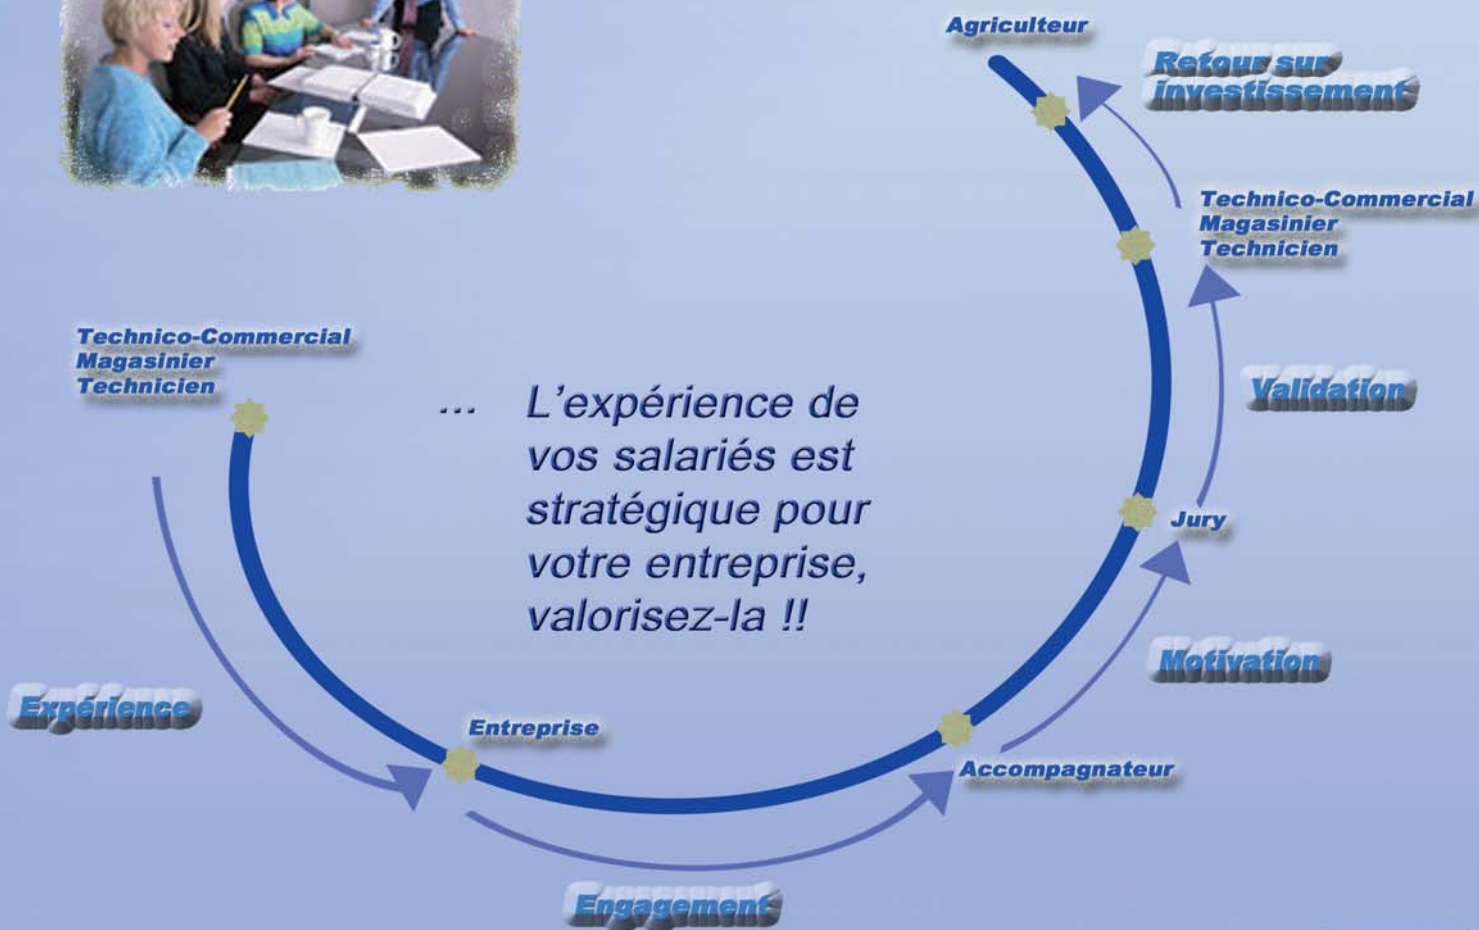 Agriculteur
Retour sur
investissement
Technico-Commercial
Magasinier
Technicien
Technico-Commercial
Magasinier
Technicien
Validation
... L'expérience de
vos salariés est
stratégique pour
votre entreprise,
valorisez-la !!
Jury
Motivation
Expérience
Entreprise
Accompagnateur
Engagement